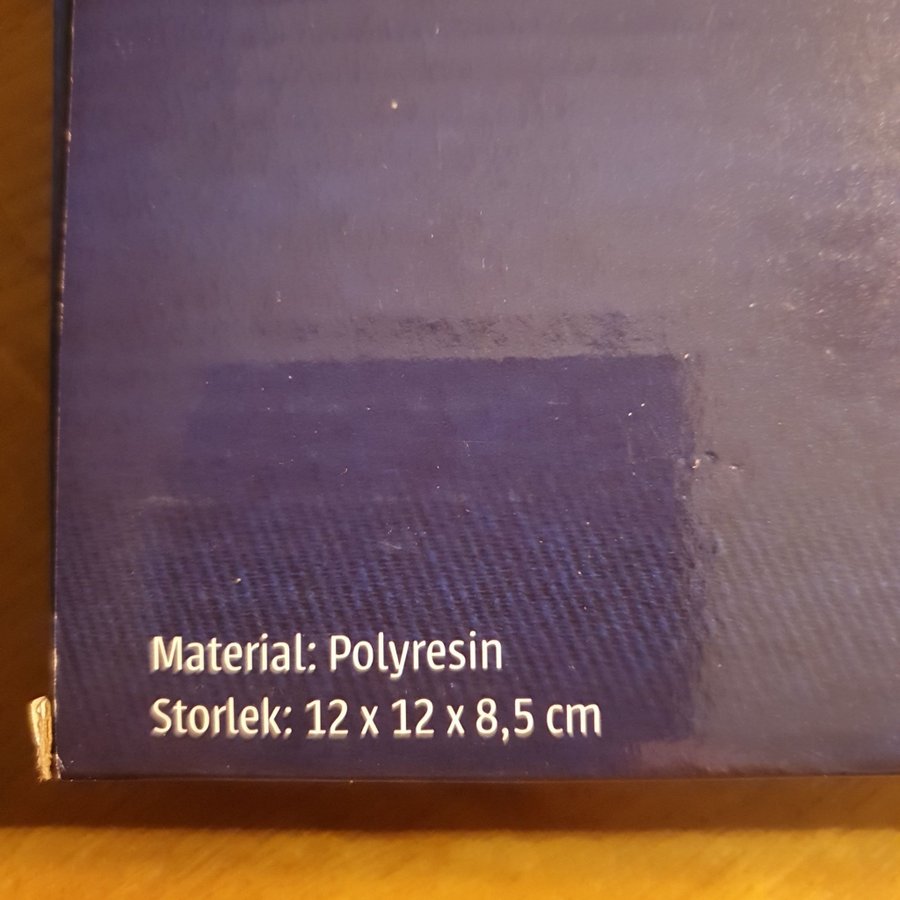 Material: Polyresin
Storlek: 12 x 12 x 8,5 cm